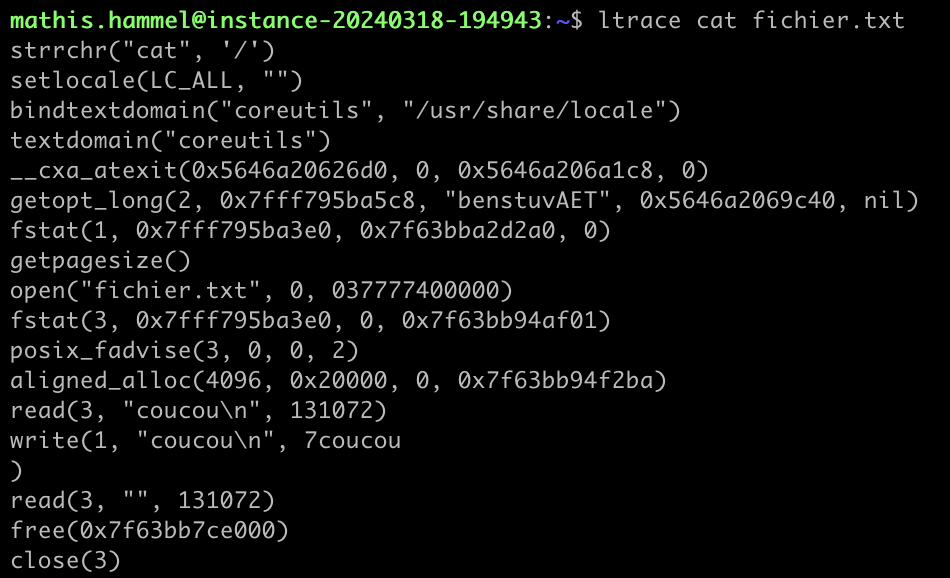 mathis.hammel@instance-20240318-194943:~$ ltrace cat fichier.txt
strrchr("cat", '/')
setlocale(LC_ALL, "")
bindtextdomain("coreutils", "/usr/share/locale")
textdomain("coreutils")
__cxa_atexit(0x5646a20626d0, 0, 0x5646a206a1c8, 0)
getopt_long(2, 0x7fff795ba5c8, "benstuvAET", 0x5646a2069c40, nil)
fstat(1, 0x7fff795ba3e0, 0x7f63bba2d2a0, 0)
getpagesize()
open("fichier.txt", 0, 037777400000)
fstat(3, 0x7fff795ba3e0, 0, 0x7f63bb94af01)
posix_fadvise(3, 0, 0, 2)
aligned_alloc(4096, 0x20000, 0, 0x7f63bb94f2ba)
read(3, "coucou\n", 131072)
write(1, "coucou\n", 7coucou
)
read(3, "", 131072)
free(0x7f63bb7ce000)
close(3)